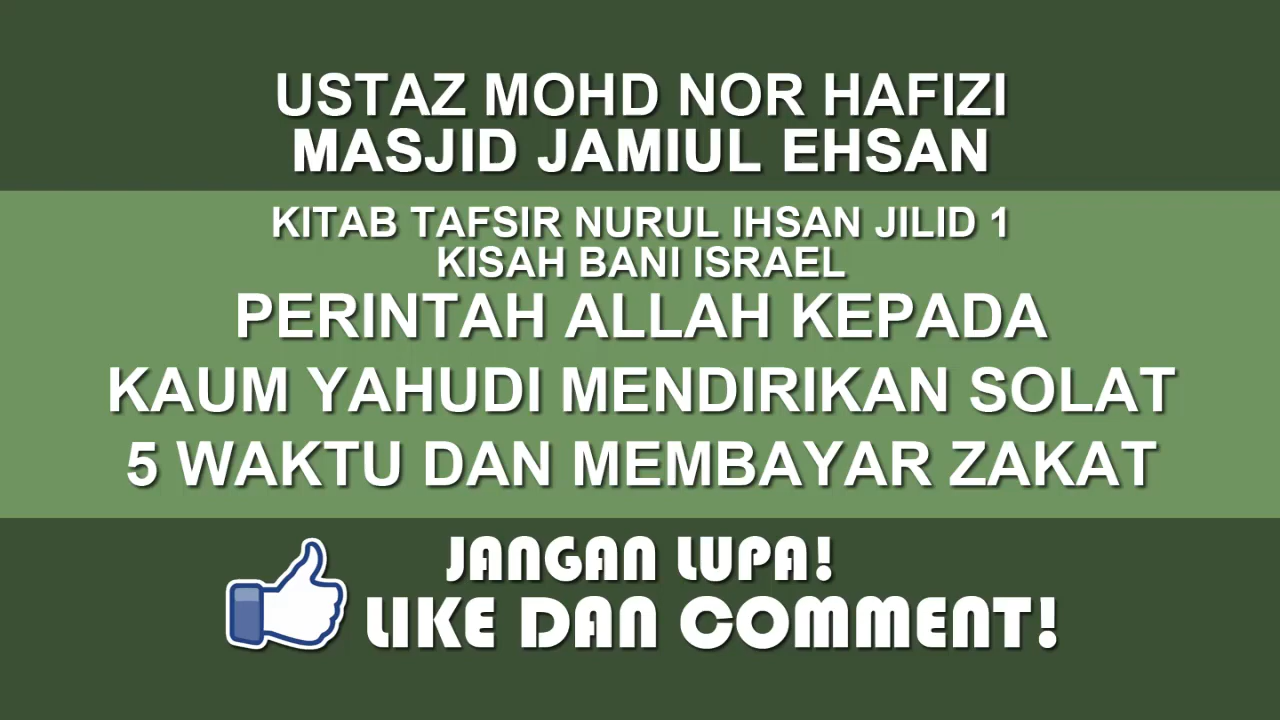 USTAZ MOHD NOR HAFIZI
MASJID JAMIUL EHSAN
KITAB TAFSIR NURUL IHSAN JILID 1
KISAH BANI ISRAEL
PERINTAH ALLAH KEPADA
KAUM YAHUDI MENDIRIKAN SOLAT
5 WAKTU DAN MEMBAYAR ZAKAT
JANGAN LUPA!
LIKE DAN COMMENT!